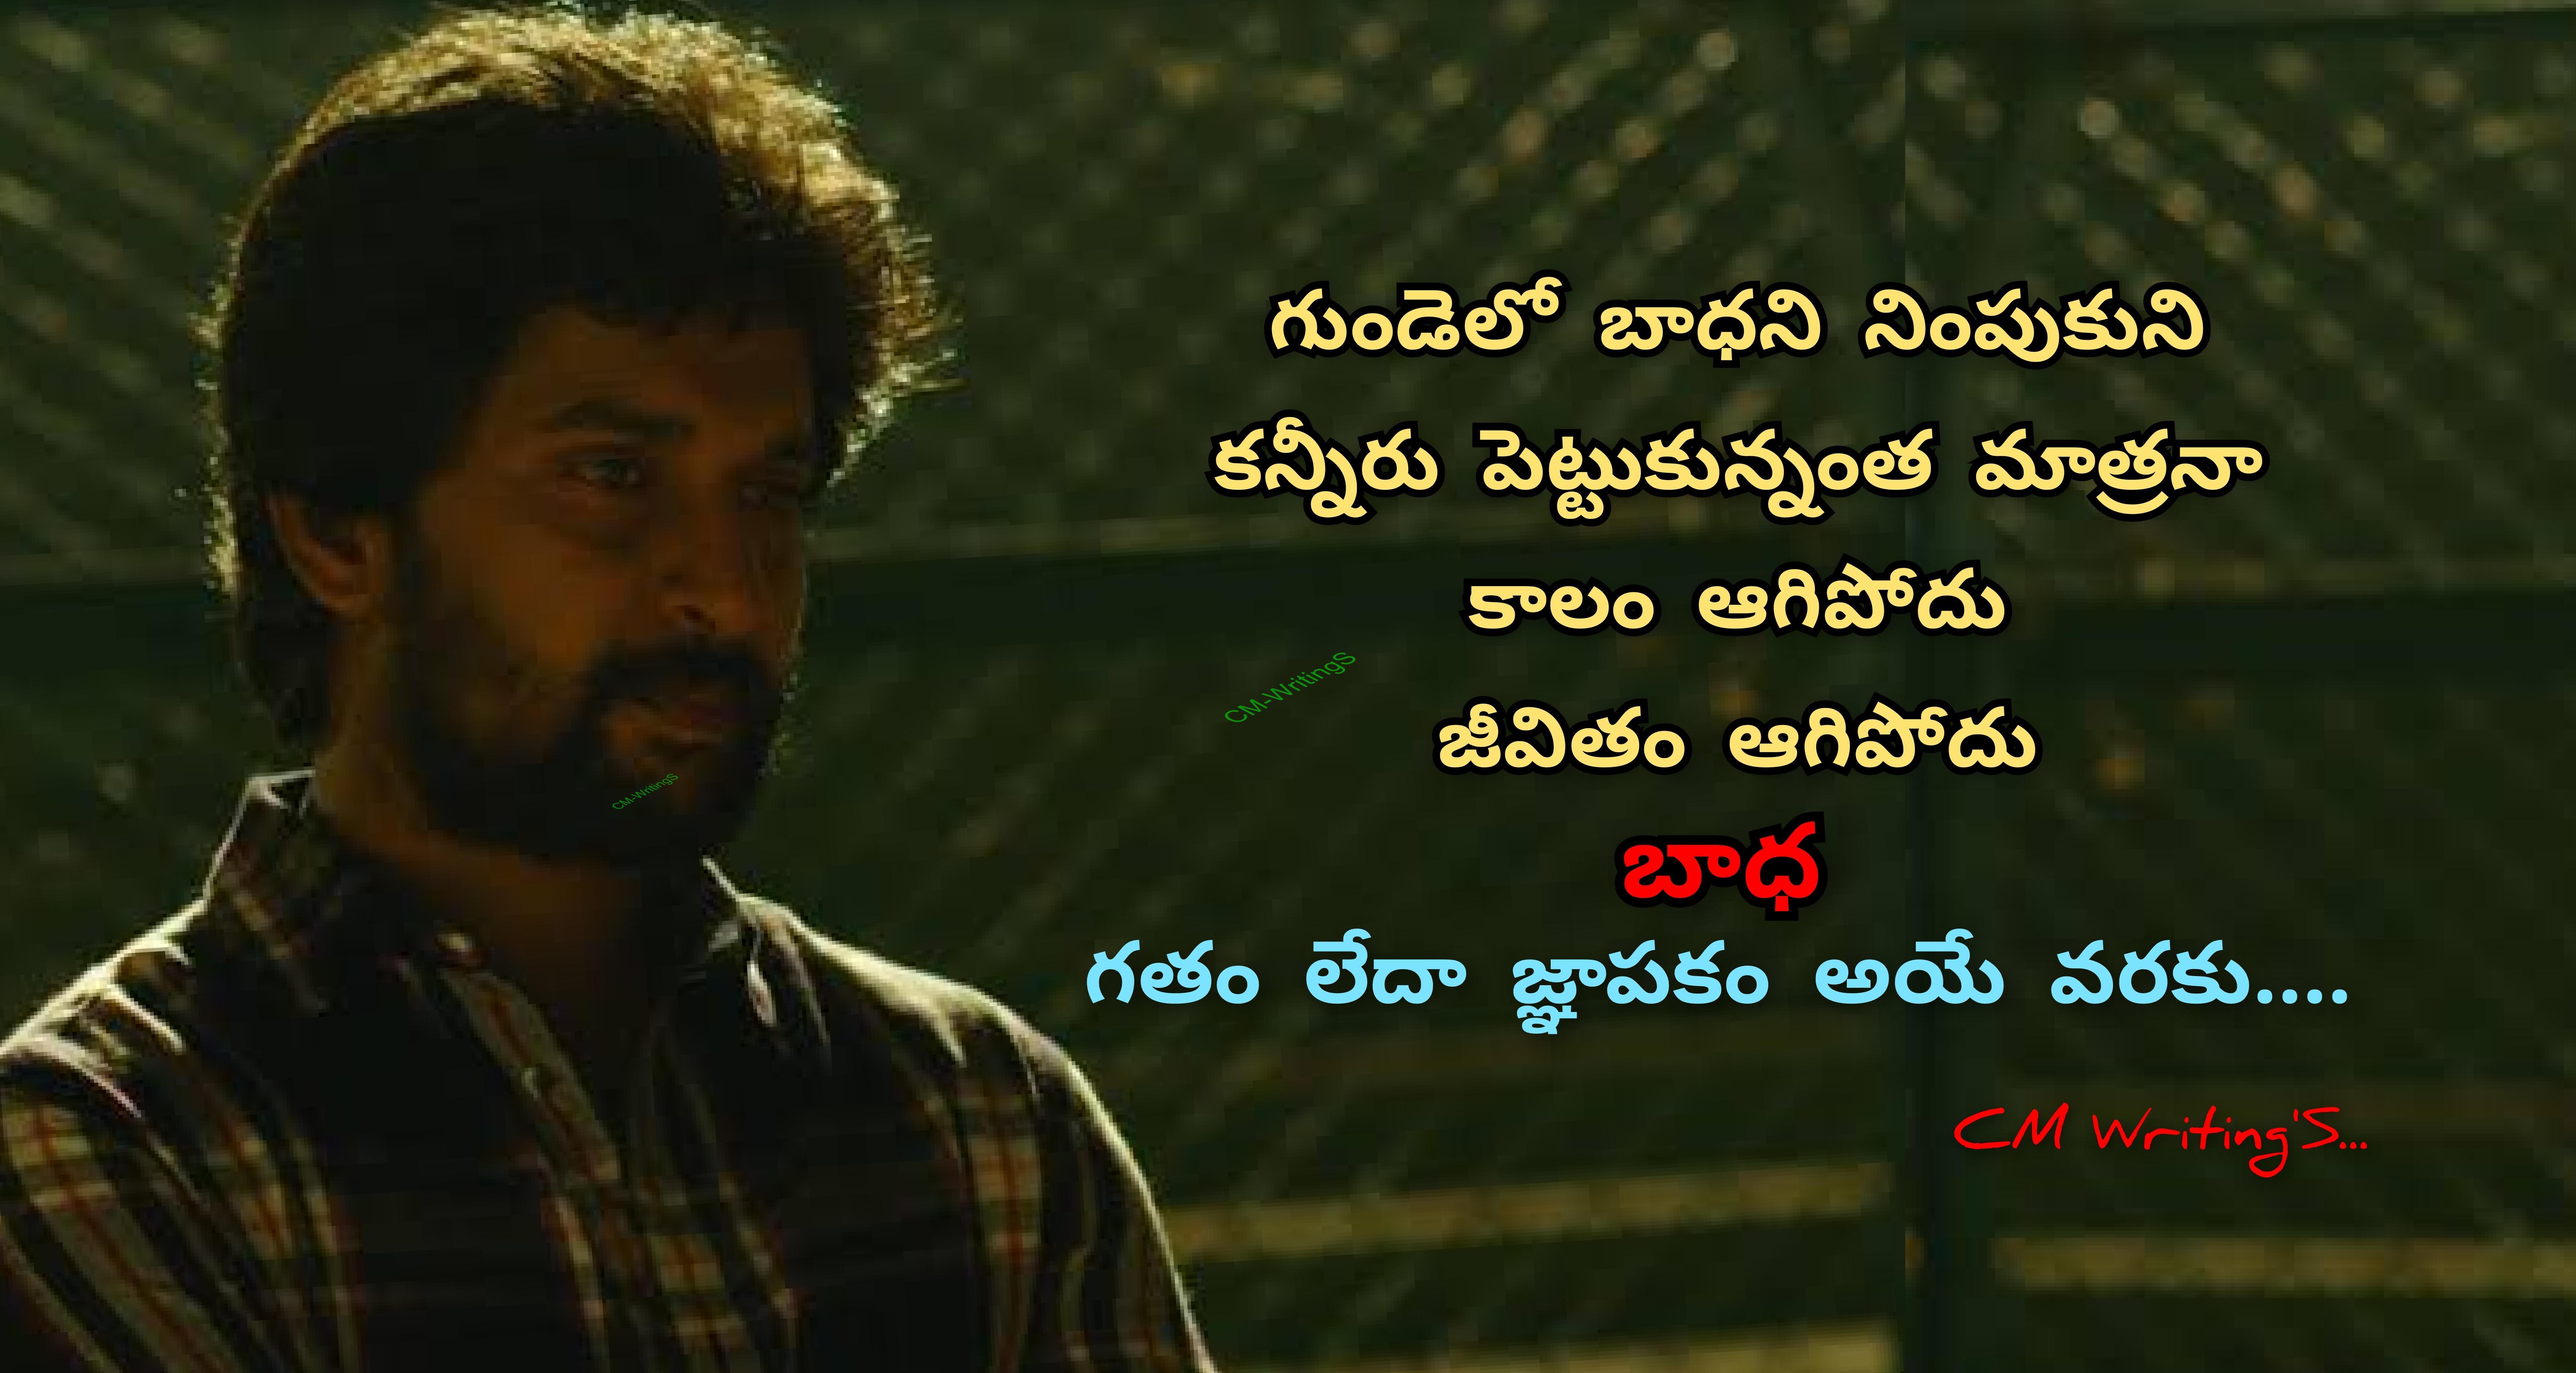 గుండెలో బాధని నింపుకుని
కన్నీరు పెట్టుకున్నంత మాత్రనా
కాలం ఆగిపోదు
జీవితం ఆగిపోదు
బాధ
గతం లేదా జ్ఞాపకం అయే వరకు....
CM-WritingS
CM-WritingS
CM Writing'S...